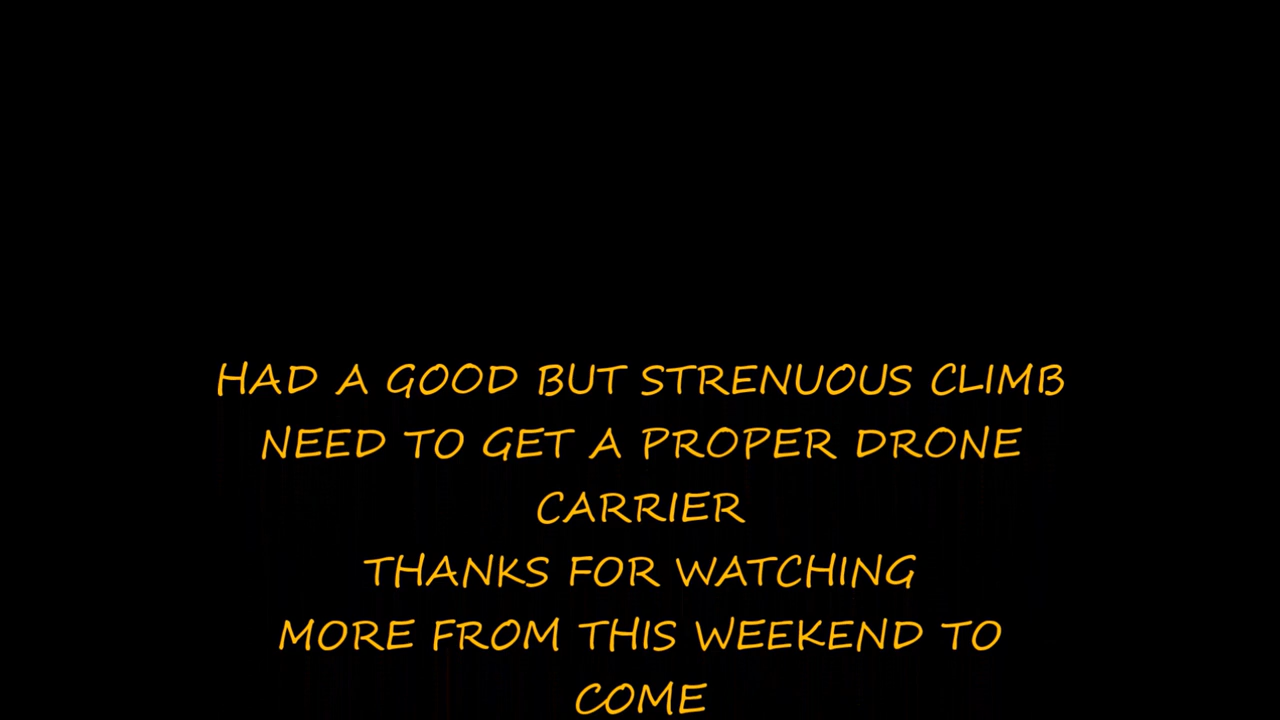 HAD A GOOD BUT STRENUOUS CLIMB
NEED TO GET A PROPER DRONE
CARRIER
THANKS FOR WATCHING
MORE FROM THIS WEEKEND TO
COME